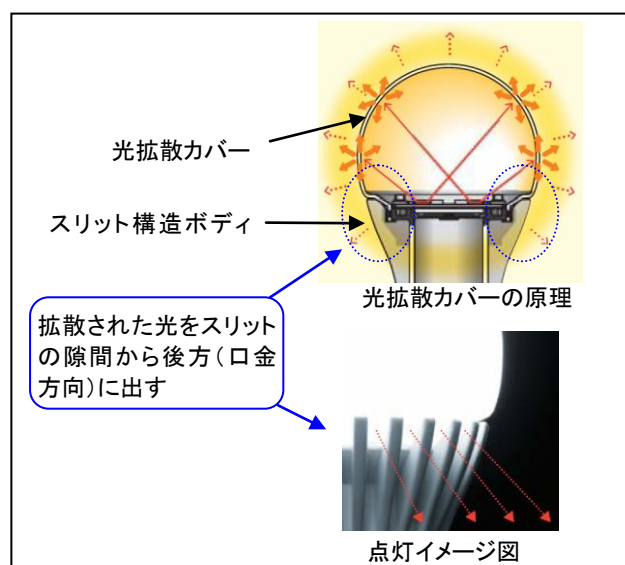 光拡散カバー
スリット構造ボディ
光拡散カバーの原理
拡散された光をスリット
の隙間から後方(口金
方向)に出す
点灯イメージ図